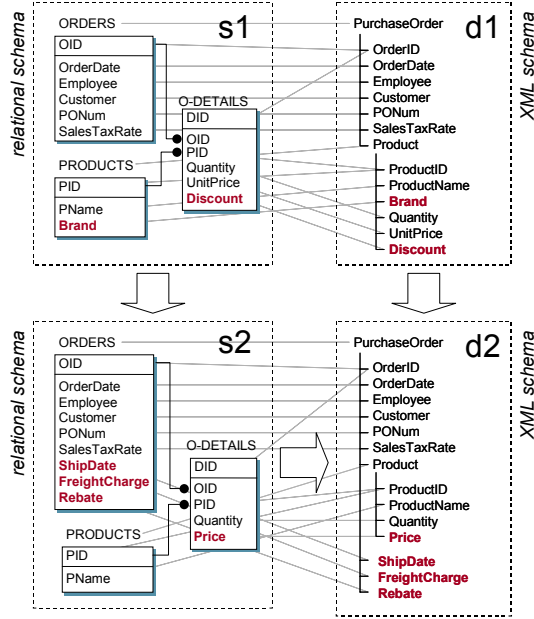 s1
d1
relational schema
XML schema
ORDERS
OID
OrderDate
Employee
Customer
PONum
SalesTaxRate
O-DETAILS
DID
OID
PID
Quantity
UnitPrice
Discount
PRODUCTS
PID
PName
Brand
PurchaseOrder
OrderID
OrderDate
Employee
Customer
PONum
SalesTaxRate
Product
ProductID
ProductName
Brand
Quantity
UnitPrice
Discount
s2
d2
relational schema
XML schema
ORDERS
OID
OrderDate
Employee
Customer
PONum
SalesTaxRate
ShipDate
FreightCharge
Rebate
O-DETAILS
DID
OID
PID
Quantity
Price
PRODUCTS
PID
PName
PurchaseOrder
OrderID
OrderDate
Employee
Customer
PONum
SalesTaxRate
Product
ProductID
ProductName
Quantity
Price
ShipDate
FreightCharge
Rebate